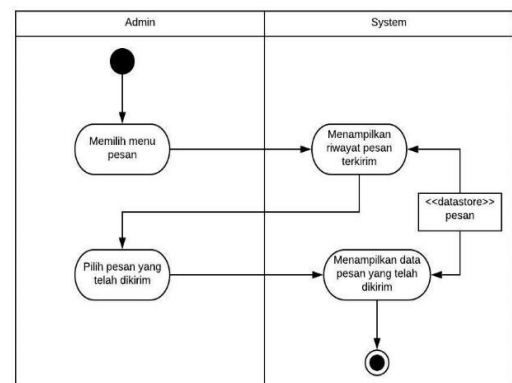 Admin
System
Memilih menu
pesan
Menampilkan
riwayat pesan
terkirim
<<datastore>>
pesan
Pilih pesan yang
telah dikirim
Menampilkan data
pesan yang telah
dikirim